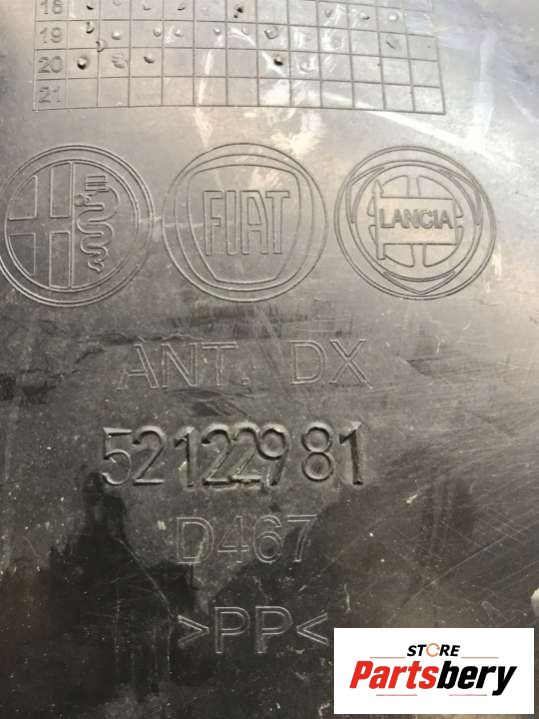 18
19
20
21
FIAT
LANCIA
ANT. DX
52122981
D467
>PP<
STORE
Partsbery